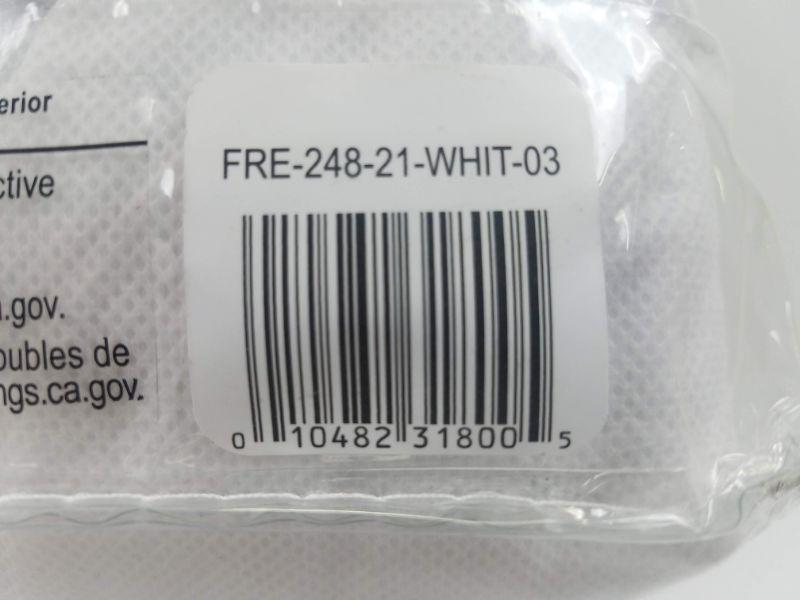 erior
ctive
.gov.
oubles de
ngs.ca.gov.
FRE-248-21-WHIT-03
0 10482 31800 5